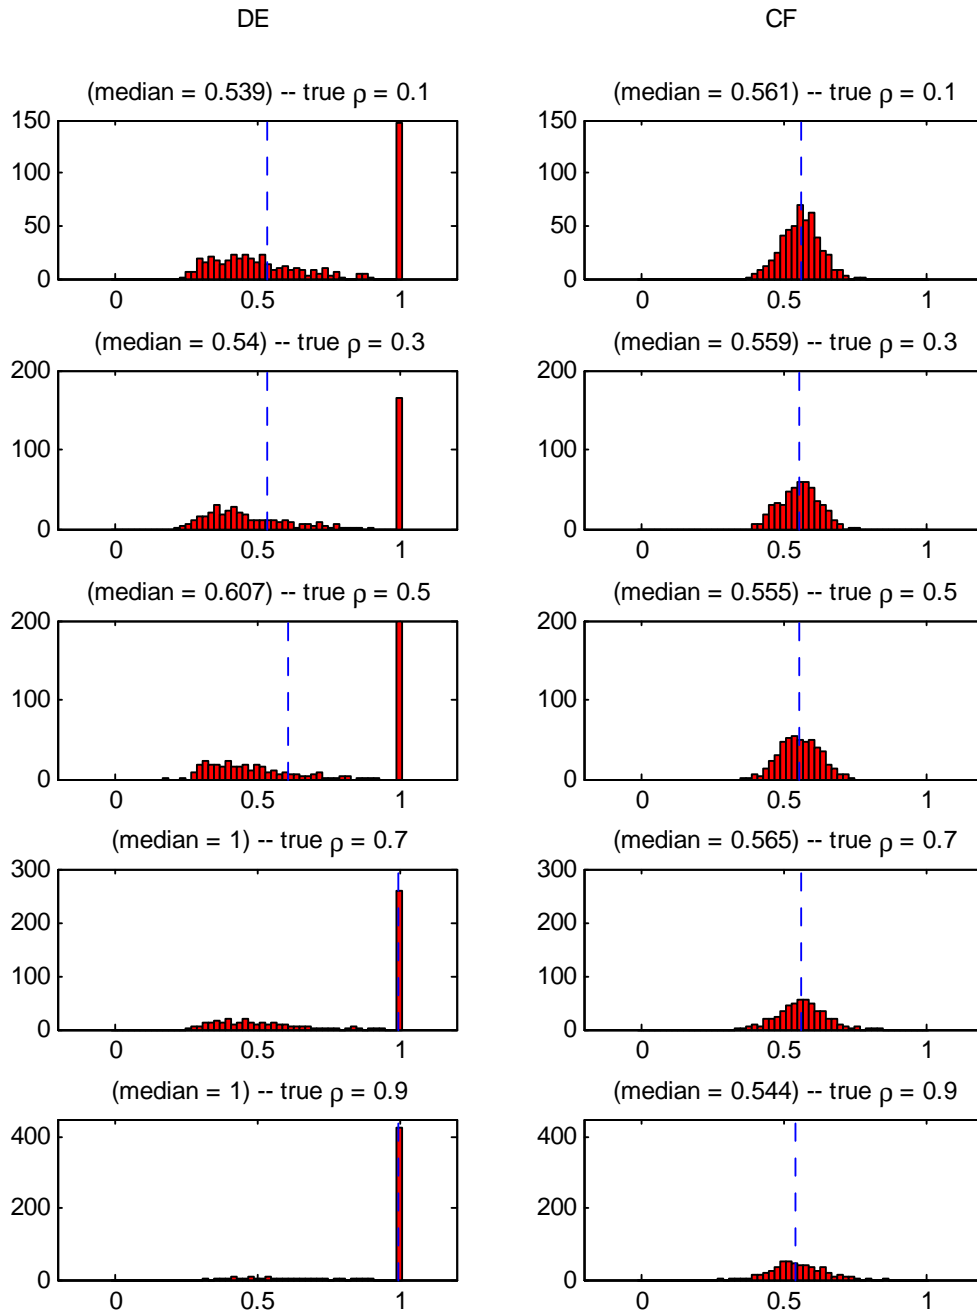 DE CF
(median = 0.539) -- true ρ = 0.1 (median = 0.561) -- true ρ = 0.1
150 150
100 100
50 50
0 0
0 0.5 1 0 0.5 1
(median = 0.54) -- true ρ = 0.3 (median = 0.559) -- true ρ = 0.3
200 200
100 100
0 0
0 0.5 1 0 0.5 1
(median = 0.607) -- true ρ = 0.5 (median = 0.555) -- true ρ = 0.5
200 200
100 100
0 0
0 0.5 1 0 0.5 1
(median = 1) -- true ρ = 0.7 (median = 0.565) -- true ρ = 0.7
300 300
200 200
100 100
0 0
0 0.5 1 0 0.5 1
(median = 1) -- true ρ = 0.9 (median = 0.544) -- true ρ = 0.9
400 400
200 200
0 0
0 0.5 1 0 0.5 1